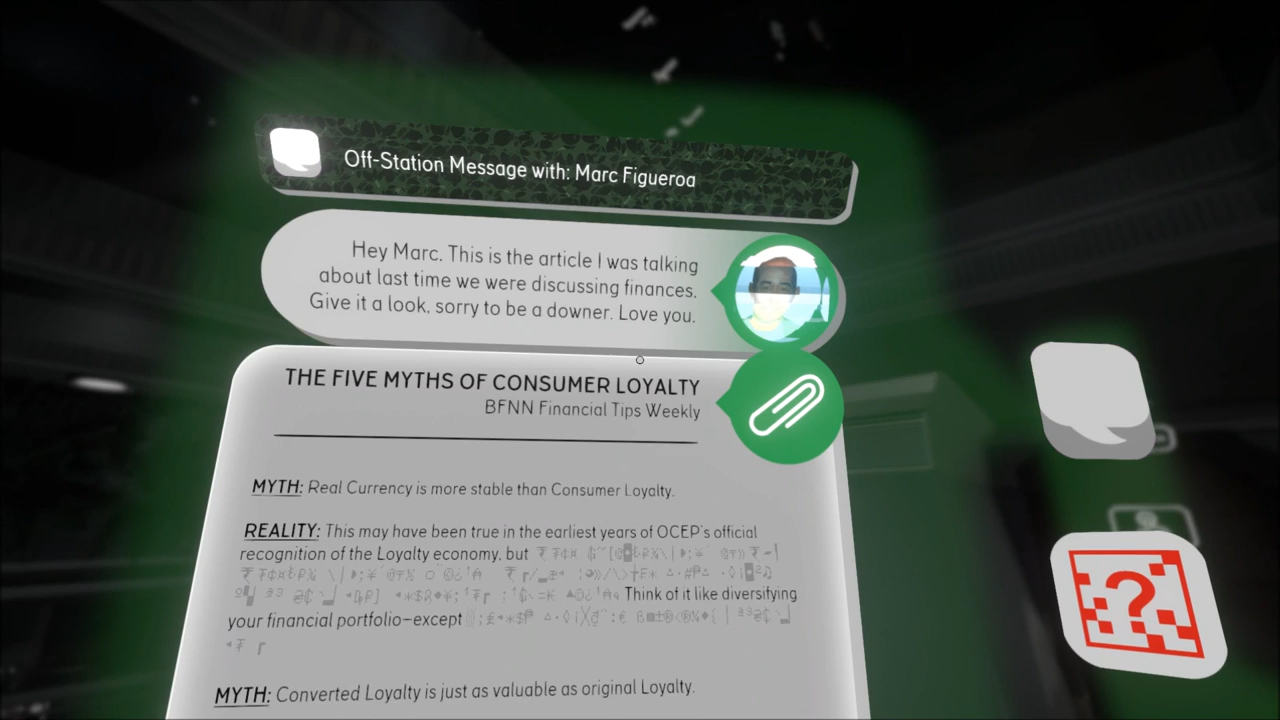 Off-Station Message with: Marc Figueroa
Hey Marc. This is the article I was talking
about last time we were discussing finances.
Give it a look, sorry to be a downer. Love you.
THE FIVE MYTHS OF CONSUMER LOYALTY
BFNN Financial Tips Weekly
MYTH: Real Currency is more stable than Consumer Loyalty.
REALITY: This may have been true in the earliest years of OCEP's official
recognition of the Loyalty economy, but
Think of it like diversifying
your financial portfolio—except
MYTH: Converted Loyalty is just as valuable as original Loyalty.
?